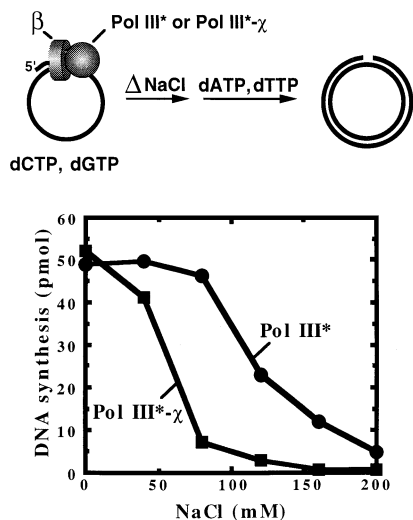 β
Pol III* or Pol III*-χ
5'
Δ NaCl
dATP, dTTP
dCTP, dGTP
60
50
40
30
20
10
0
DNA synthesis (pmol)
Pol III*
Pol III*-χ
0
50
100
150
200
NaCl (mM)